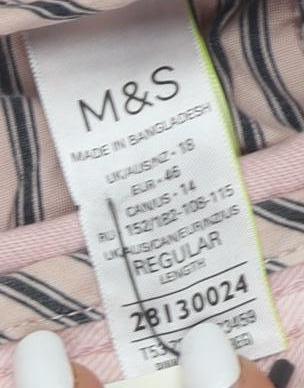 M&S
MADE IN BANGLADESH
UK/AUS/NZ - 18
EUR - 46
CAN/US - 14
RU 152/182-108-115
UK/AUS/CAN/EUR/NZ/US
REGULAR
LENGTH
28130024